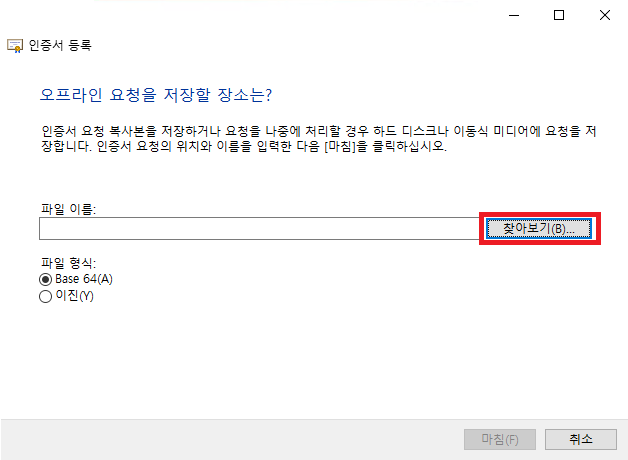 인증서 등록
오프라인 요청을 저장할 장소는?
인증서 요청 복사본을 저장하거나 요청을 나중에 처리할 경우 하드 디스크나 이동식 미디어에 요청을 저
장합니다. 인증서 요청의 위치와 이름을 입력한 다음 [마침]을 클릭하십시오.
파일 이름:
찾아보기(B)...
파일 형식:
Base 64(A)
이진(Y)
마침(F)
취소